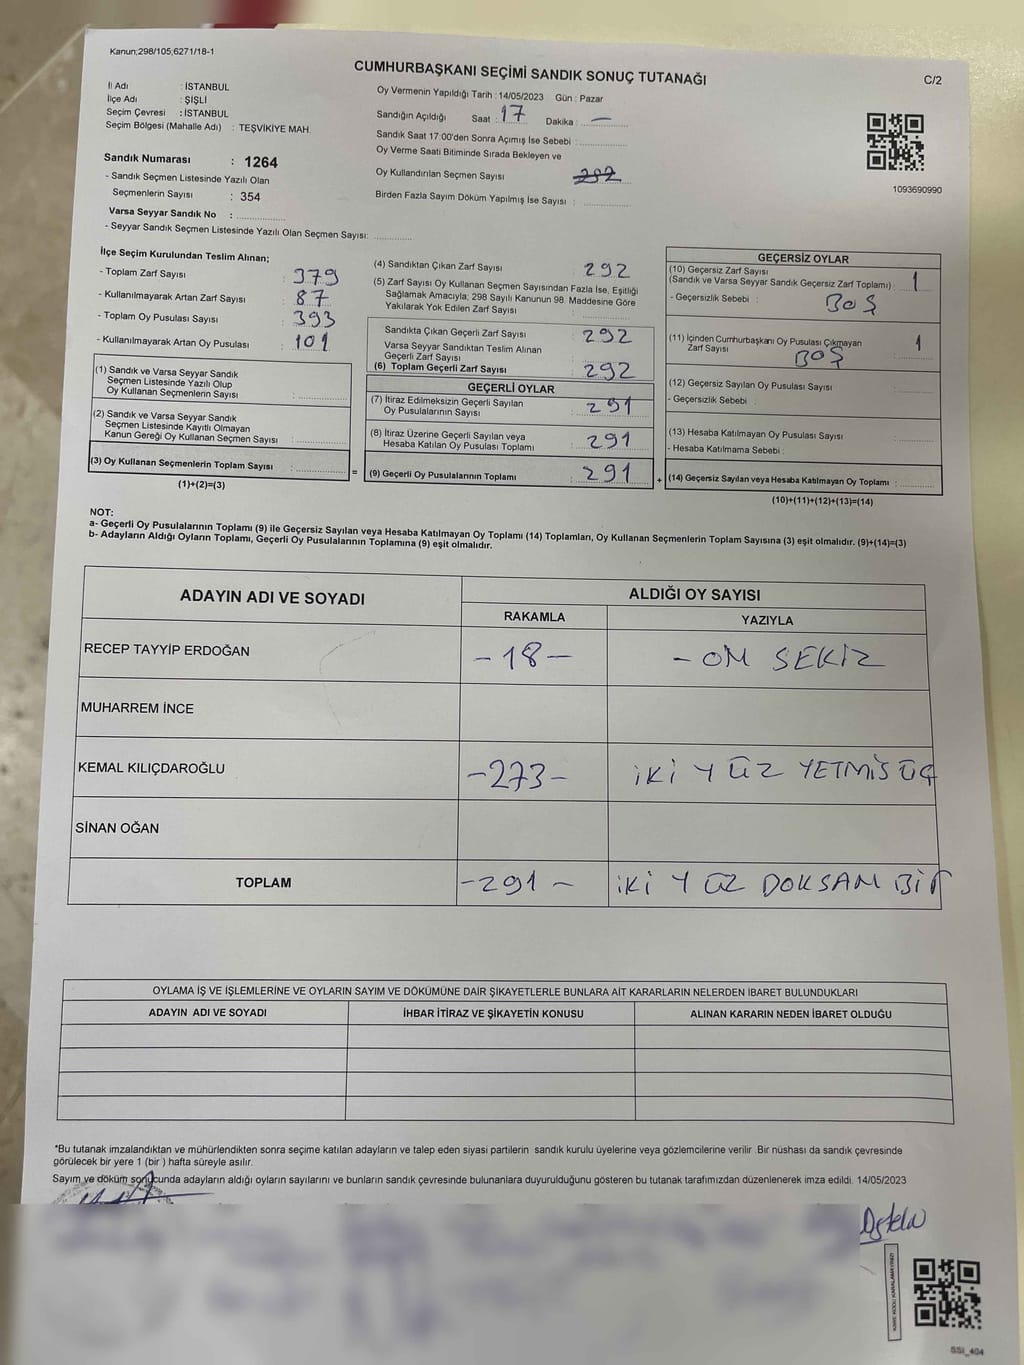 Kanun;298/105,6271/18-1
CUMHURBAŞKANI SEÇİMİ SANDIK SONUÇ TUTANAĞI
C/2
İl Adı : İSTANBUL
İlçe Adı : ŞİŞLİ
Seçim Çevresi : İSTANBUL
Seçim Bölgesi (Mahalle Adı) : TEŞVİKİYE MAH.
Oy Vermenin Yapıldığı Tarih : 14/05/2023 Gün : Pazar
Sandığın Açıldığı Saat : 17 Dakika : —
Sandık Saat 17:00'den Sonra Açımış İse Sebebi :
Oy Verme Saati Bitiminde Sırada Bekleyen ve
Oy Kullandırılan Seçmen Sayısı 292
Birden Fazla Sayım Döküm Yapılmış İse Sayısı :
1093690990
Sandık Numarası : 1264
- Sandık Seçmen Listesinde Yazılı Olan
Seçmenlerin Sayısı : 354
Varsa Seyyar Sandık No :
- Seyyar Sandık Seçmen Listesinde Yazılı Olan Seçmen Sayısı:
İlçe Seçim Kurulundan Teslim Alınan;
- Toplam Zarf Sayısı : 379
- Kullanılmayarak Artan Zarf Sayısı : 87
- Toplam Oy Pusulası Sayısı : 393
- Kullanılmayarak Artan Oy Pusulası : 101
(1) Sandık ve Varsa Seyyar Sandık
Seçmen Listesinde Yazılı Olup
Oy Kullanan Seçmenlerin Sayısı :
(2) Sandık ve Varsa Seyyar Sandık
Seçmen Listesinde Kayıtlı Olmayan
Kanun Gereği Oy Kullanan Seçmen Sayısı :
(3) Oy Kullanan Seçmenlerin Toplam Sayısı :
(1)+(2)=(3)
=
(4) Sandıktan Çıkan Zarf Sayısı : 292
(5) Zarf Sayısı Oy Kullanan Seçmen Sayısından Fazla İse, Eşitliği
Sağlamak Amacıyla; 298 Sayılı Kanunun 98. Maddesine Göre
Yakılarak Yok Edilen Zarf Sayısı :
Sandıkta Çıkan Geçerli Zarf Sayısı : 292
Varsa Seyyar Sandıktan Teslim Alınan
Geçerli Zarf Sayısı :
(6) Toplam Geçerli Zarf Sayısı : 292
GEÇERLİ OYLAR
(7) İtiraz Edilmeksizin Geçerli Sayılan
Oy Pusulalarının Sayısı : 291
(8) İtiraz Üzerine Geçerli Sayılan veya
Hesaba Katılan Oy Pusulası Toplamı : 291
(9) Geçerli Oy Pusulalarının Toplamı : 291
+
GEÇERSİZ OYLAR
(10) Geçersiz Zarf Sayısı
(Sandık ve Varsa Seyyar Sandık Geçersiz Zarf Toplamı) : 1
- Geçersizlik Sebebi : BOŞ
(11) İçinden Cumhurbaşkanı Oy Pusulası Çıkmayan
Zarf Sayısı : 1
BOŞ
(12) Geçersiz Sayılan Oy Pusulası Sayısı :
- Geçersizlik Sebebi :
(13) Hesaba Katılmayan Oy Pusulası Sayısı :
- Hesaba Katılmama Sebebi :
(14) Geçersiz Sayılan veya Hesaba Katılmayan Oy Toplamı :
(10)+(11)+(12)+(13)=(14)
NOT:
a- Geçerli Oy Pusulalarının Toplamı (9) ile Geçersiz Sayılan veya Hesaba Katılmayan Oy Toplamı (14) Toplamları, Oy Kullanan Seçmenlerin Toplam Sayısına (3) eşit olmalıdır. (9)+(14)=(3)
b- Adayların Aldığı Oyların Toplamı, Geçerli Oy Pusulalarının Toplamına (9) eşit olmalıdır.
ADAYIN ADI VE SOYADI
ALDIĞI OY SAYISI
RAKAMLA YAZIYLA
RECEP TAYYİP ERDOĞAN -18- - ON SEKİZ
MUHARREM İNCE
KEMAL KILIÇDAROĞLU -273- İKİ YÜZ YETMİŞ ÜÇ
SİNAN OĞAN
TOPLAM -291- İKİ YÜZ DOKSAN BİR
OYLAMA İŞ VE İŞLEMLERİNE VE OYLARIN SAYIM VE DÖKÜMÜNE DAİR ŞİKAYETLERLE BUNLARA AİT KARARLARIN NELERDEN İBARET BULUNDUKLARI
ADAYIN ADI VE SOYADI İHBAR İTİRAZ VE ŞİKAYETİN KONUSU ALINAN KARARIN NEDEN İBARET OLDUĞU
*Bu tutanak imzalandıktan ve mühürlendikten sonra seçime katılan adayların ve talep eden siyasi partilerin sandık kurulu üyelerine veya gözlemcilerine verilir. Bir nüshası da sandık çevresinde
görülecek bir yere 1 (bir ) hafta süreyle asılır.
Sayım ve döküm sonucunda adayların aldığı oyların sayılarını ve bunların sandık çevresinde bulunanlara duyurulduğunu gösteren bu tutanak tarafımızdan düzenlenerek imza edildi. 14/05/2023
SSI_404